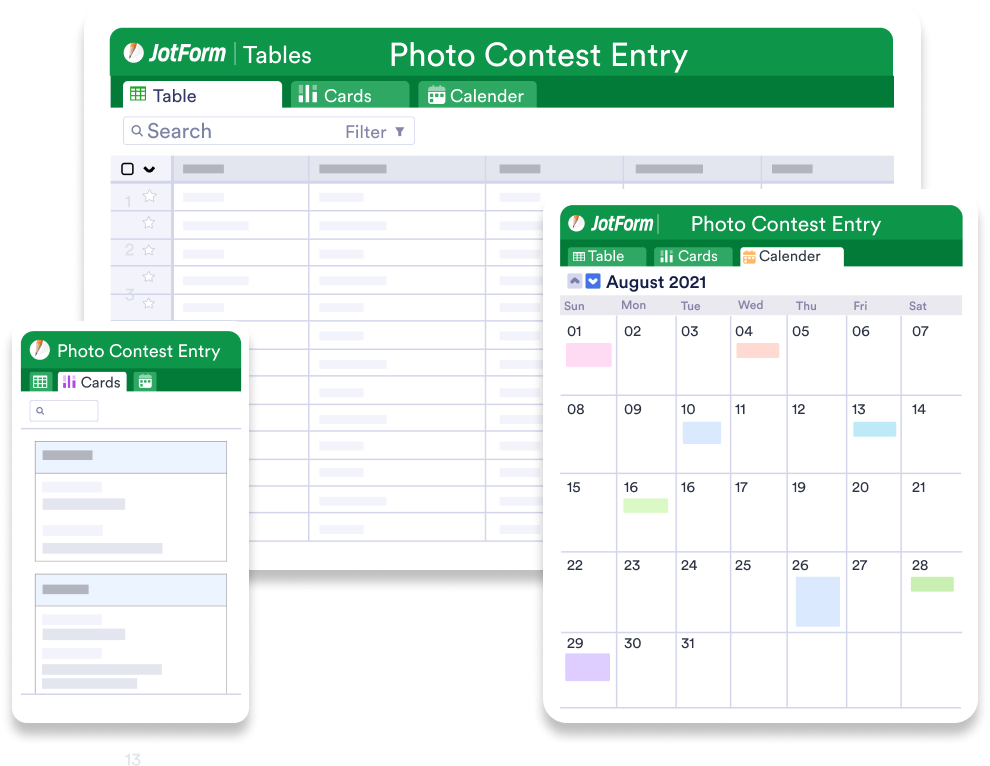 JotForm Tables Photo Contest Entry
Table Cards Calender
Search Filter
1
2
3
JotForm Photo Contest Entry
Table Cards Calender
August 2021
Sun Mon Tue Wed Thu Fri Sat
01 02 03 04 05 06 07
08 09 10 11 12 13 14
15 16 16 17 19 20 21
22 23 24 25 26 27 28
29 30 31
Photo Contest Entry
Cards
13